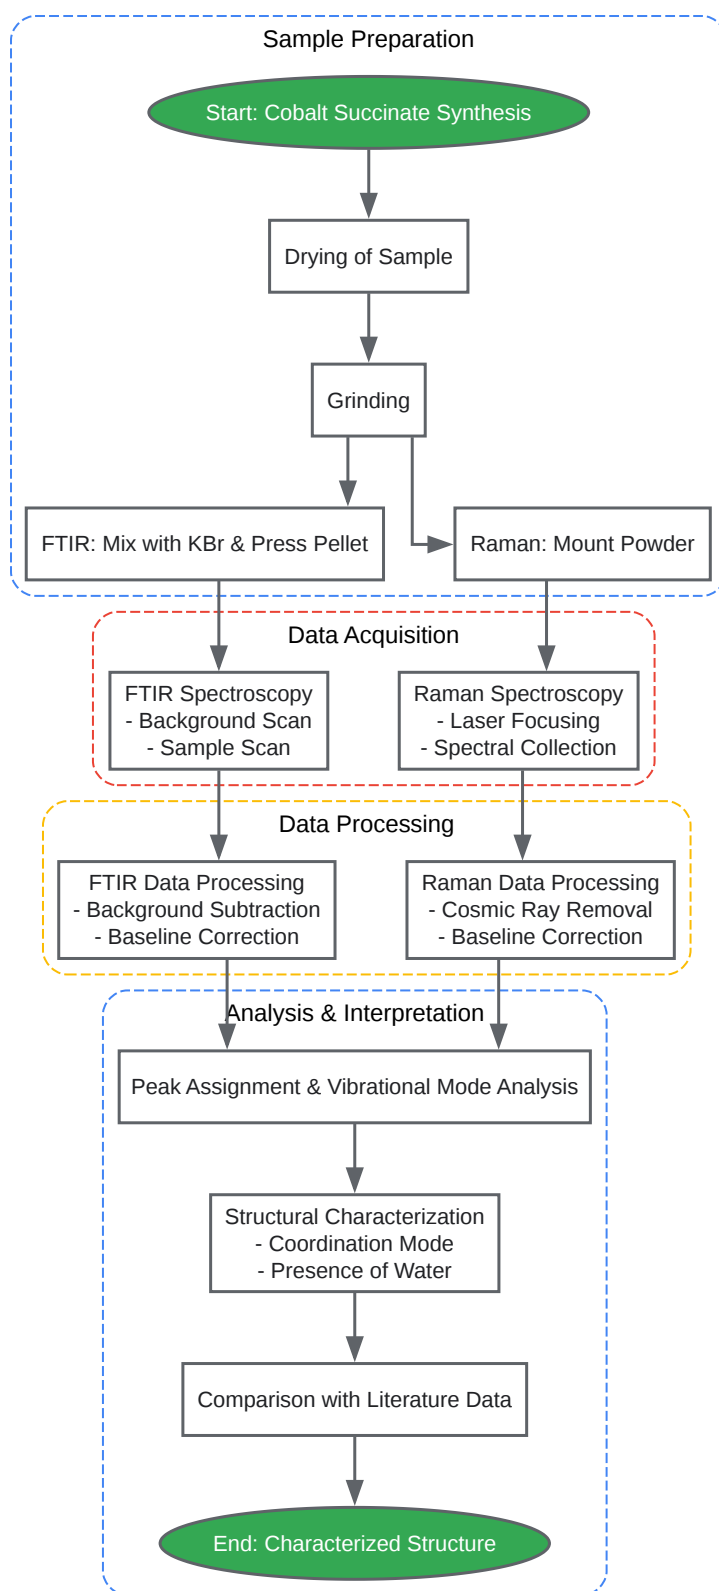 Sample Preparation
Start: Cobalt Succinate Synthesis
Drying of Sample
Grinding
FTIR: Mix with KBr & Press Pellet
Raman: Mount Powder
Data Acquisition
FTIR Spectroscopy
- Background Scan
- Sample Scan
Raman Spectroscopy
- Laser Focusing
- Spectral Collection
Data Processing
FTIR Data Processing
- Background Subtraction
- Baseline Correction
Raman Data Processing
- Cosmic Ray Removal
- Baseline Correction
Analysis & Interpretation
Peak Assignment & Vibrational Mode Analysis
Structural Characterization
- Coordination Mode
- Presence of Water
Comparison with Literature Data
End: Characterized Structure